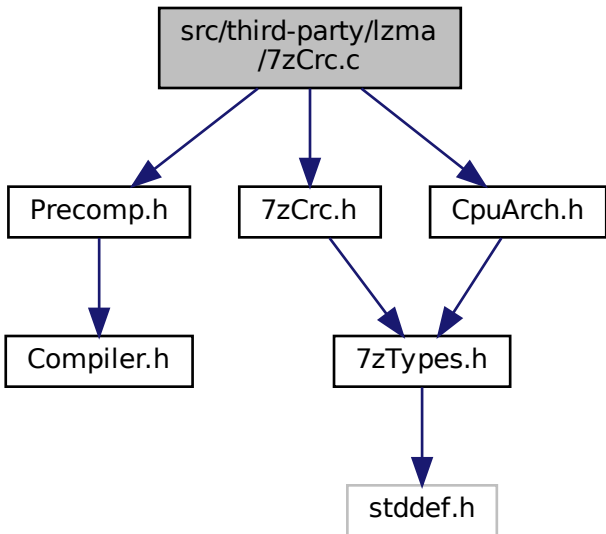 src/third-party/lzma
/7zCrc.c
Precomp.h
7zCrc.h
CpuArch.h
Compiler.h
7zTypes.h
stddef.h